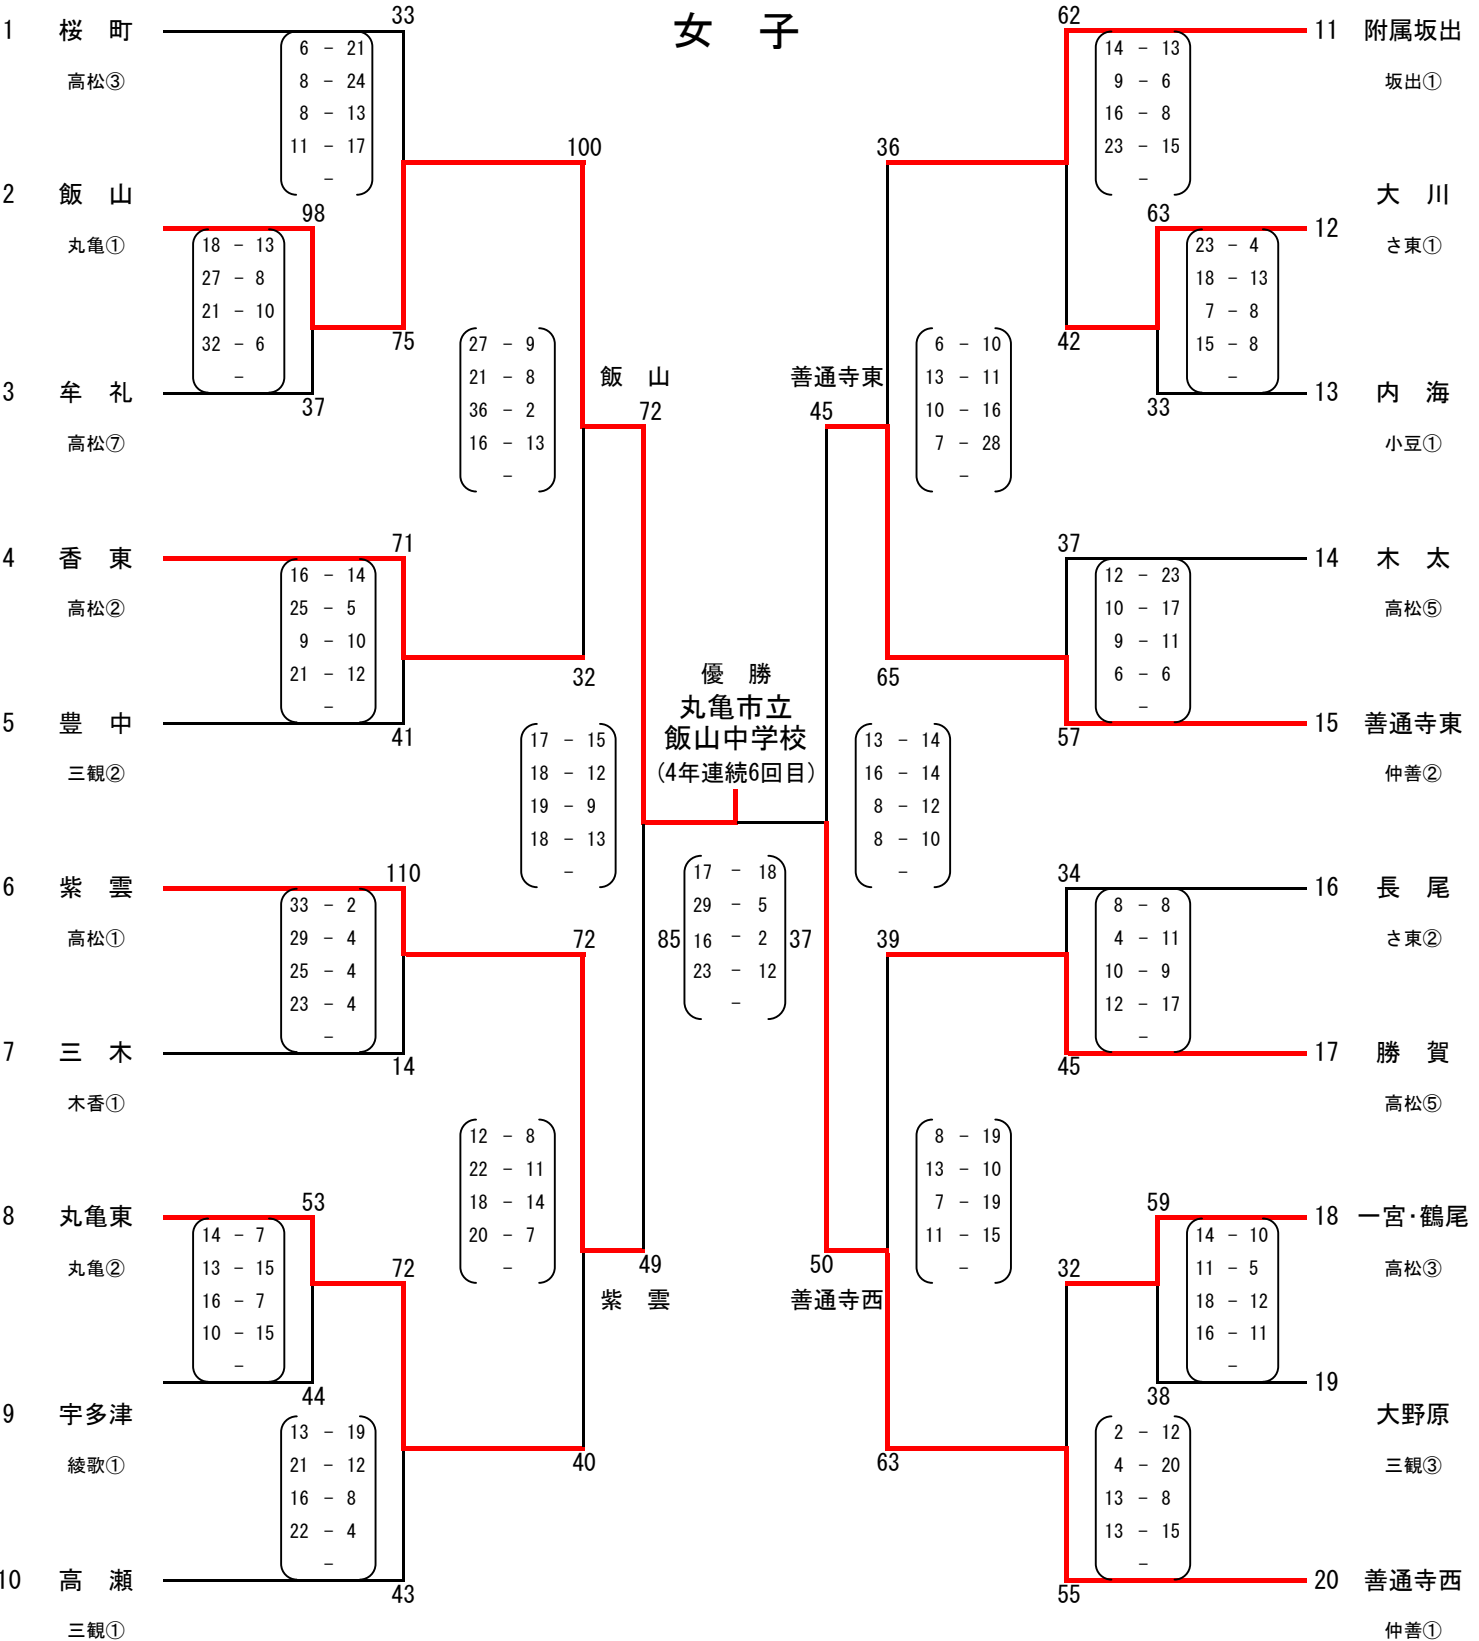 女 子
1 桜 町
高松③
33
6 - 21
8 - 24
8 - 13
11 - 17
-
2 飯 山
丸亀①
98
18 - 13
27 - 8
21 - 10
32 - 6
-
3 牟 礼
高松⑦
37
75
100
27 - 9
21 - 8
36 - 2
16 - 13
-
飯 山
72
4 香 東
高松②
71
16 - 14
25 - 5
9 - 10
21 - 12
-
5 豊 中
三観②
41
32
17 - 15
18 - 12
19 - 9
18 - 13
-
6 紫 雲
高松①
110
33 - 2
29 - 4
25 - 4
23 - 4
-
7 三 木
木香①
14
72
12 - 8
22 - 11
18 - 14
20 - 7
-
49
紫 雲
8 丸亀東
丸亀②
53
14 - 7
13 - 15
16 - 7
10 - 15
-
9 宇多津
綾歌①
44
72
13 - 19
21 - 12
16 - 8
22 - 4
-
10 高 瀬
三観①
43
40
優 勝
丸亀市立
飯山中学校
(4年連続6回目)
85
17 - 18
29 - 5
16 - 2
23 - 12
-
37
62
11 附属坂出
坂出①
14 - 13
9 - 6
16 - 8
23 - 15
-
36
63
12 大 川
さ東①
23 - 4
18 - 13
7 - 8
15 - 8
-
13 内 海
小豆①
33
42
善通寺東
45
6 - 10
13 - 11
10 - 16
7 - 28
-
37
14 木 太
高松⑤
12 - 23
10 - 17
9 - 11
6 - 6
-
15 善通寺東
仲善②
57
65
13 - 14
16 - 14
8 - 12
8 - 10
-
34
16 長 尾
さ東②
8 - 8
4 - 11
10 - 9
12 - 17
-
17 勝 賀
高松⑤
45
39
8 - 19
13 - 10
7 - 19
11 - 15
-
50
善通寺西
59
18 一宮・鶴尾
高松③
14 - 10
11 - 5
18 - 12
16 - 11
-
19 大野原
三観③
38
32
2 - 12
4 - 20
13 - 8
13 - 15
-
20 善通寺西
仲善①
55
63